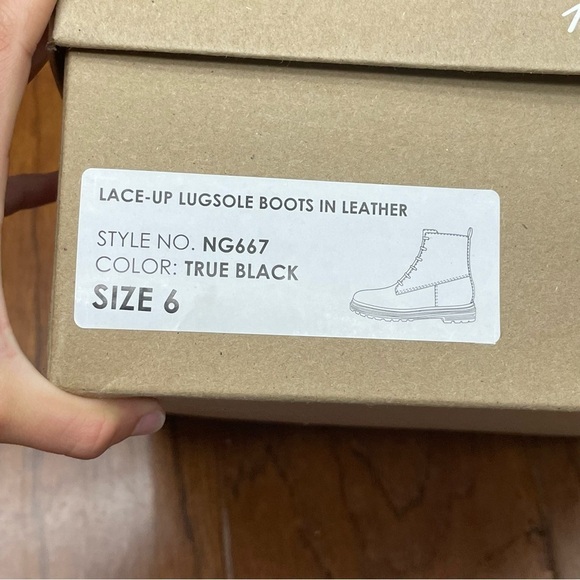 LACE-UP LUGSOLE BOOTS IN LEATHER
STYLE NO. NG667
COLOR: TRUE BLACK
SIZE 6